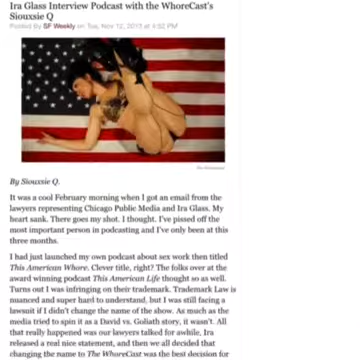 Ira Glass Interview Podcast with the WhoreCast's
Siouxsie Q
Posted By SF Weekly on Tue, Nov 12, 2013 at 4:52 PM
By Siouxsie Q.
It was a cool February morning when I got an email from the
lawyers representing Chicago Public Media and Ira Glass. My
heart sank. There goes my shot. I thought. I've pissed off the
most important person in podcasting and I've only been at this
three months.
I had just launched my own podcast about sex work then titled
This American Whore. Clever title, right? The folks over at the
award winning podcast This American Life thought so as well.
Turns out I was infringing on their trademark. Trademark Law is
nuanced and super hard to understand, but I was still facing a
lawsuit if I didn't change the name of the show. As much as the
media tried to spin it as a David vs. Goliath story, it wasn't. All
that really happened was our lawyers talked for awhile, Ira
released a real nice statement, and then we all decided that
changing the name to The WhoreCast was the best decision for